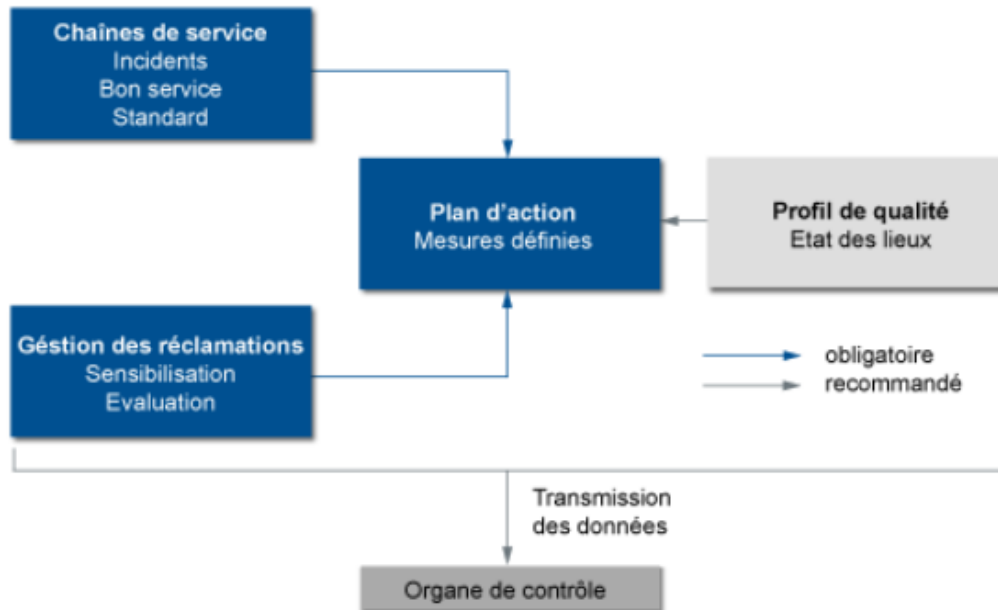 Chaînes de service
Incidents
Bon service
Standard
Plan d'action
Mesures définies
Profil de qualité
Etat des lieux
Géstion des réclamations
Sensibilisation
Evaluation
obligatoire
recommandé
Transmission
des données
Organe de contrôle